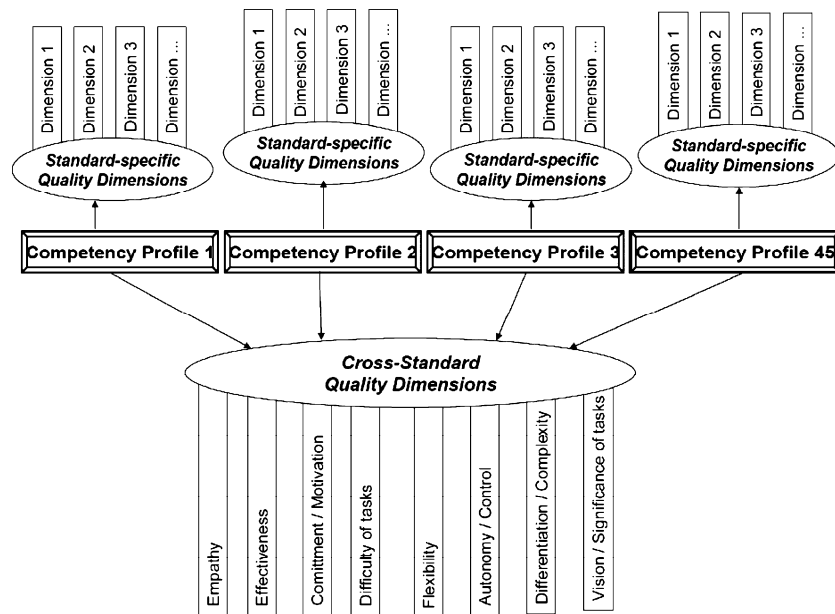 Dimension 1
Dimension 2
Dimension 3
Dimension ...
Dimension 1
Dimension 2
Dimension 3
Dimension ...
Dimension 1
Dimension 2
Dimension 3
Dimension ...
Dimension 1
Dimension 2
Dimension 3
Dimension ...
Standard-specific
Quality Dimensions
Standard-specific
Quality Dimensions
Standard-specific
Quality Dimensions
Standard-specific
Quality Dimensions
Competency Profile 1
Competency Profile 2
Competency Profile 3
Competency Profile 45
Cross-Standard
Quality Dimensions
Empathy
Effectiveness
Comittment / Motivation
Difficulty of tasks
Flexibility
Autonomy / Control
Differentiation / Complexity
Vision / Significance of tasks